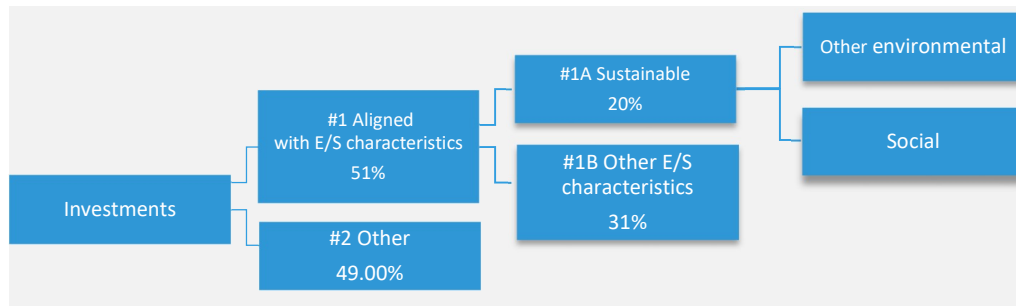 Investments
#1 Aligned
with E/S characteristics
51%
#2 Other
49.00%
#1A Sustainable
20%
#1B Other E/S
characteristics
31%
Other environmental
Social